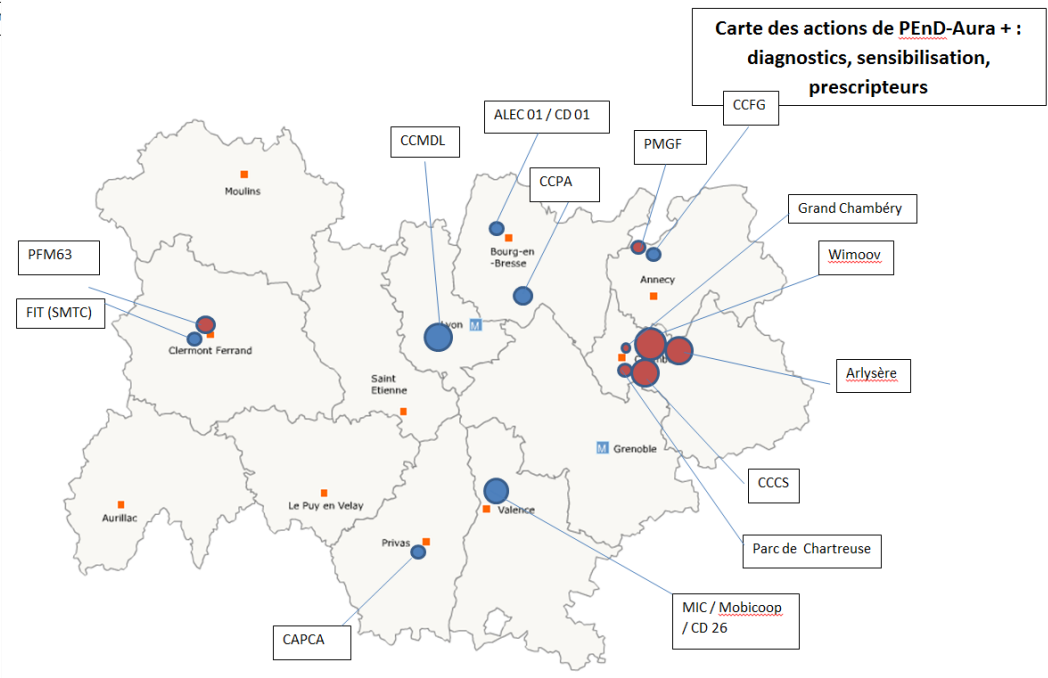 Carte des actions de PEnD-Aura + :
diagnostics, sensibilisation,
prescripteurs
CCFG
ALEC 01 / CD 01
CCMDL
PMGF
CCPA
Moulins
Grand Chambéry
Bourg-en
-Bresse
PFM63
Wimoov
Annecy
FIT (SMTC)
Lyon M
Clermont Ferrand
Arlysère
Saint
Etienne
M Grenoble
CCCS
Le Puy en Velay
Valence
Aurillac
Privas
Parc de Chartreuse
MIC / Mobicoop
/ CD 26
CAPCA